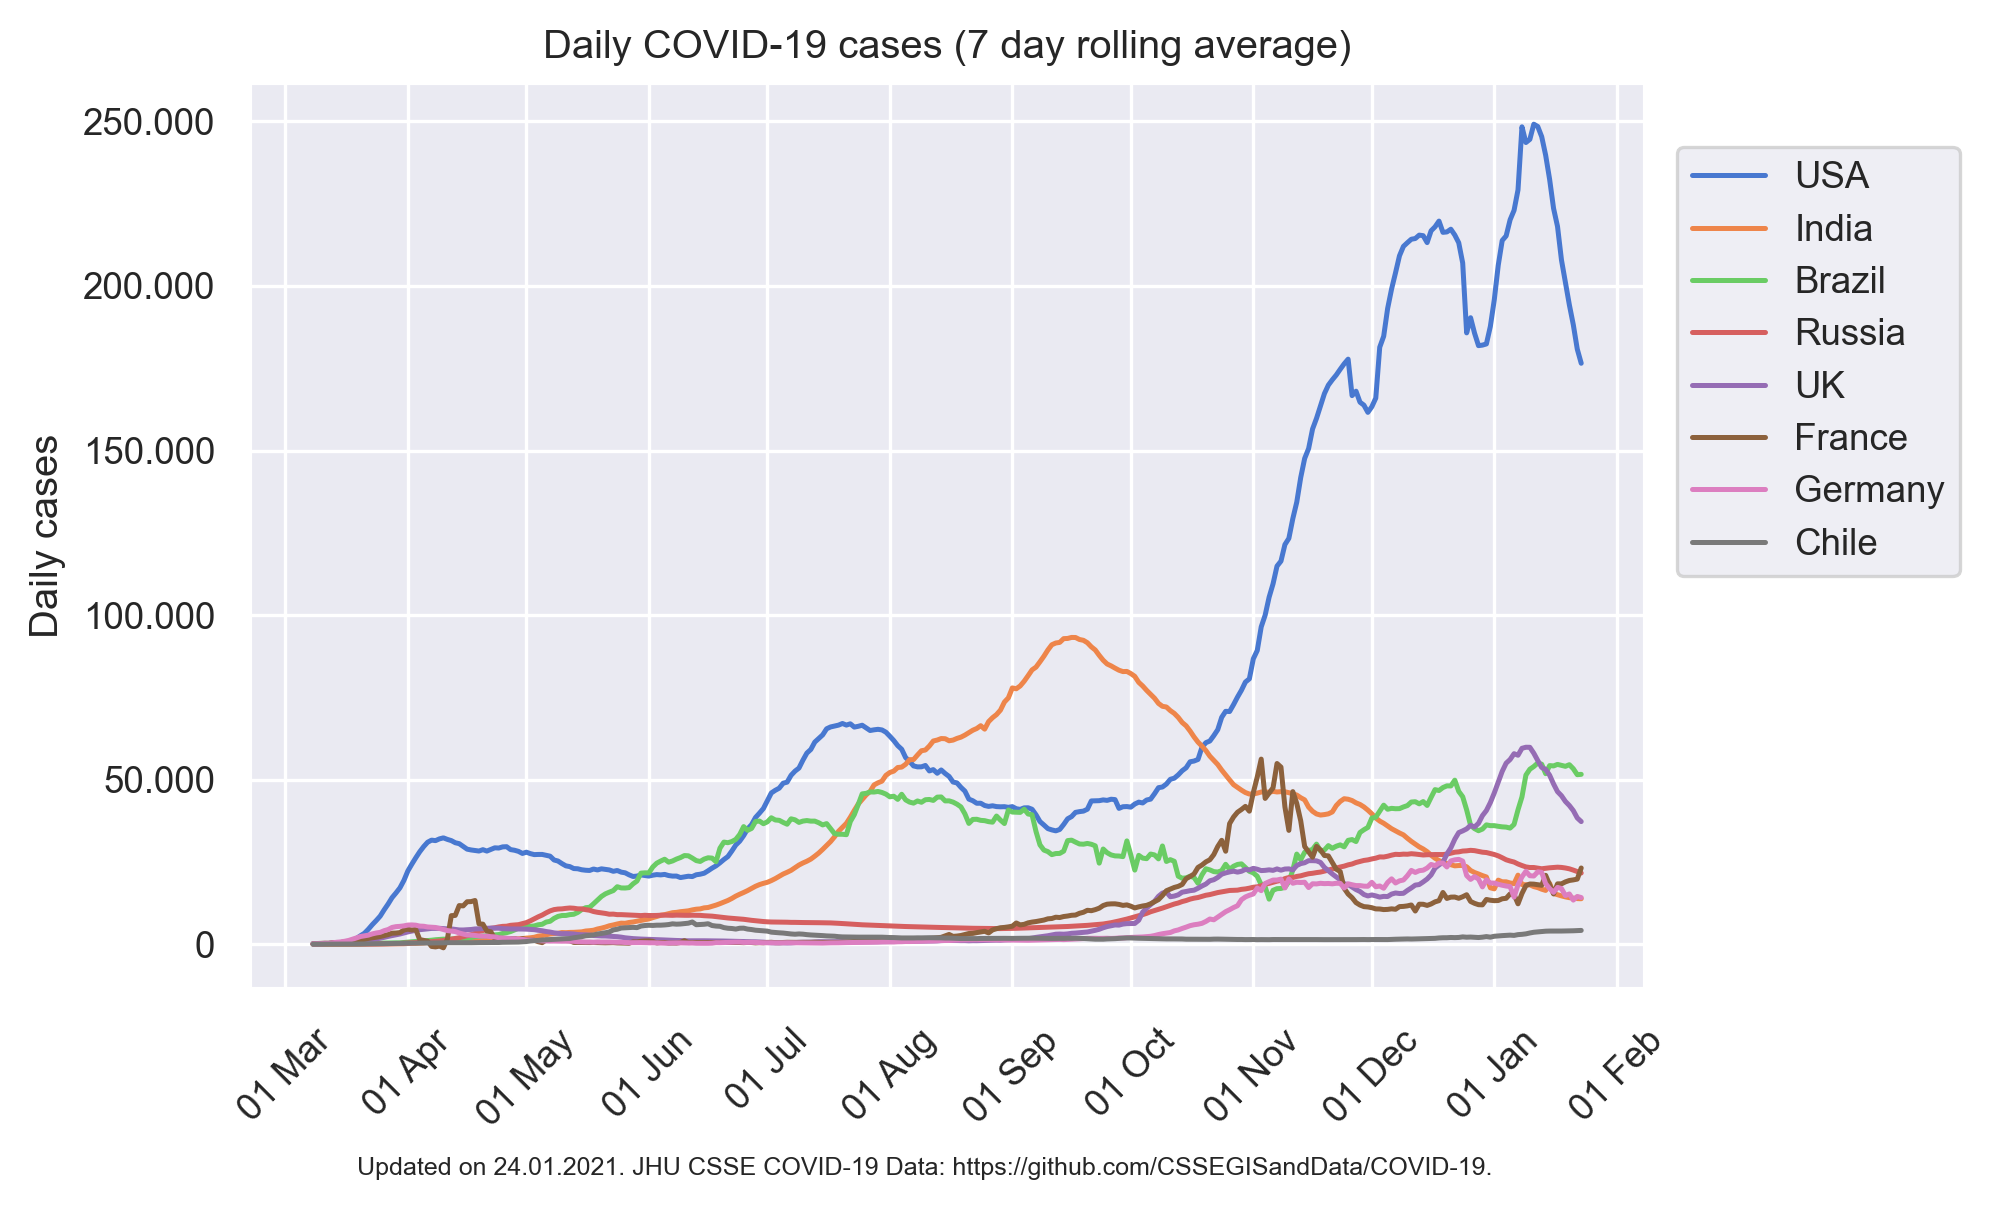 Daily COVID-19 cases (7 day rolling average)
250.000
200.000
150.000
100.000
50.000
0
Daily cases
USA
India
Brazil
Russia
UK
France
Germany
Chile
01 Mar
01 Apr
01 May
01 Jun
01 Jul
01 Aug
01 Sep
01 Oct
01 Nov
01 Dec
01 Jan
01 Feb
Updated on 24.01.2021. JHU CSSE COVID-19 Data: https://github.com/CSSEGISandData/COVID-19.